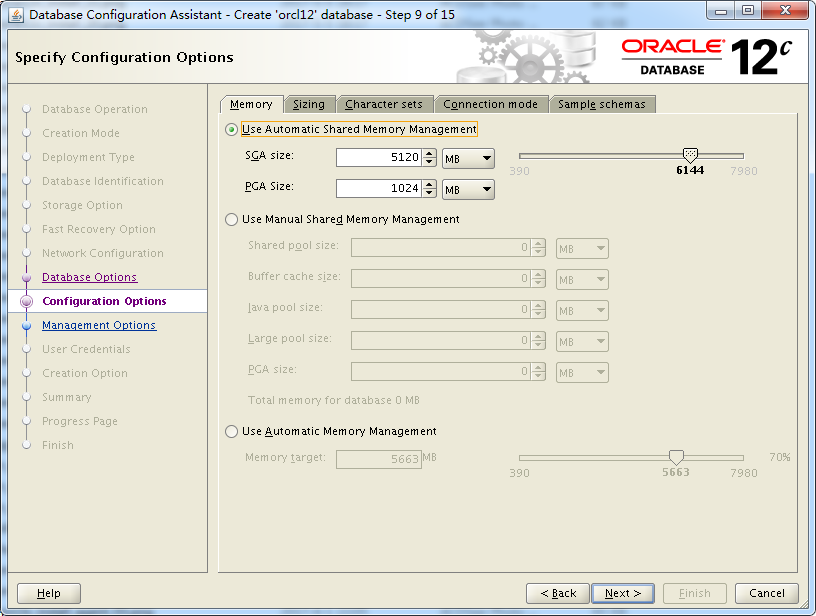 Database Configuration Assistant - Create 'orcl12' database - Step 9 of 15
Specify Configuration Options
ORACLE
DATABASE
12c
Database Operation
Creation Mode
Deployment Type
Database Identification
Storage Option
Fast Recovery Option
Network Configuration
Database Options
Configuration Options
Management Options
User Credentials
Creation Option
Summary
Progress Page
Finish
Memory Sizing Character sets Connection mode Sample schemas
Use Automatic Shared Memory Management
SGA size: 5120 MB
390 6144 7980
PGA Size: 1024 MB
Use Manual Shared Memory Management
Shared pool size: 0 MB
Buffer cache size: 0 MB
Java pool size: 0 MB
Large pool size: 0 MB
PGA size: 0 MB
Total memory for database 0 MB
Use Automatic Memory Management
Memory target: 5663 MB 70%
390 5663 7980
Help < Back Next > Finish Cancel